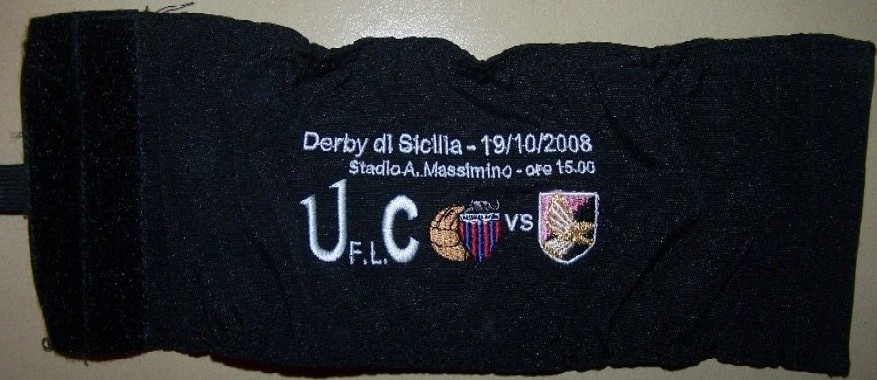 Derby di Sicilia - 19/10/2008
Stadio A. Massimino - ore 15.00
U F.L. C VS